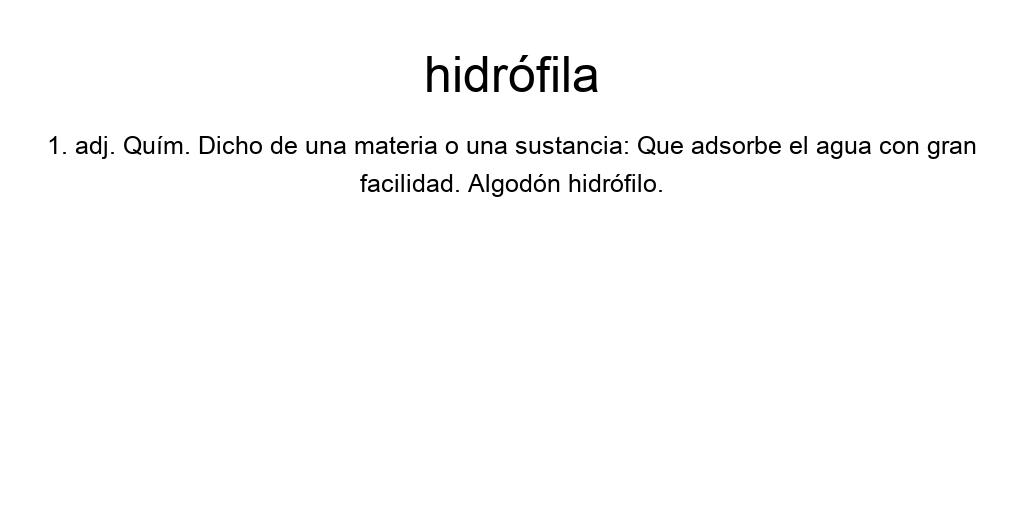 hidrófila
1. adj. Quím. Dicho de una materia o una sustancia: Que adsorbe el agua con gran
facilidad. Algodón hidrófilo.